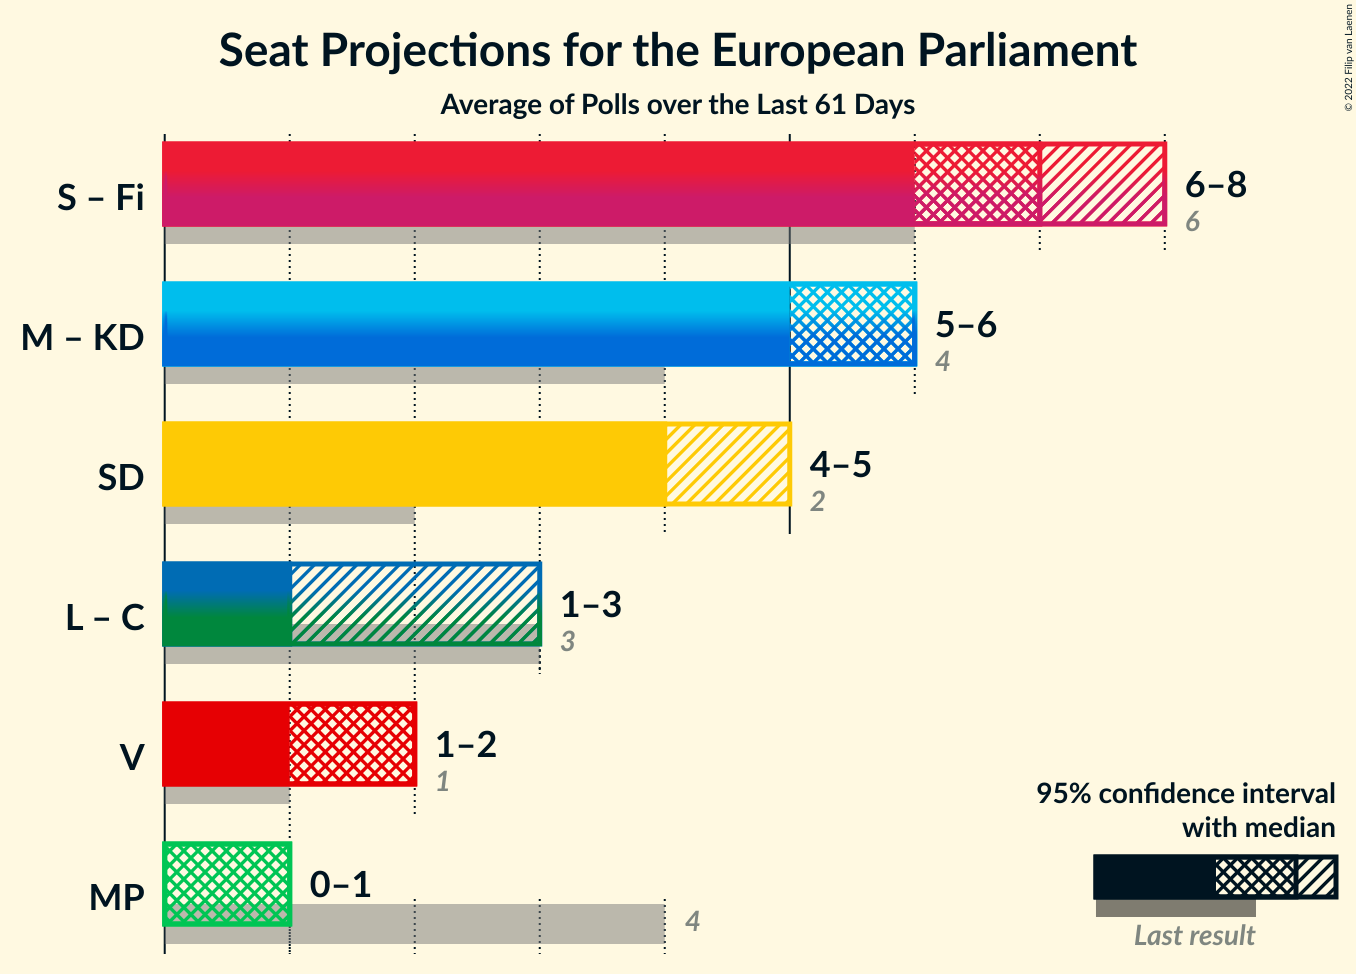 Seat Projections for the European Parliament
Average of Polls over the Last 61 Days
© 2022 Filip van Laenen
S – Fi
6–8
6
M – KD
5–6
4
SD
4–5
2
L – C
1–3
3
V
1–2
1
MP
0–1
4
95% confidence interval
with median
Last result